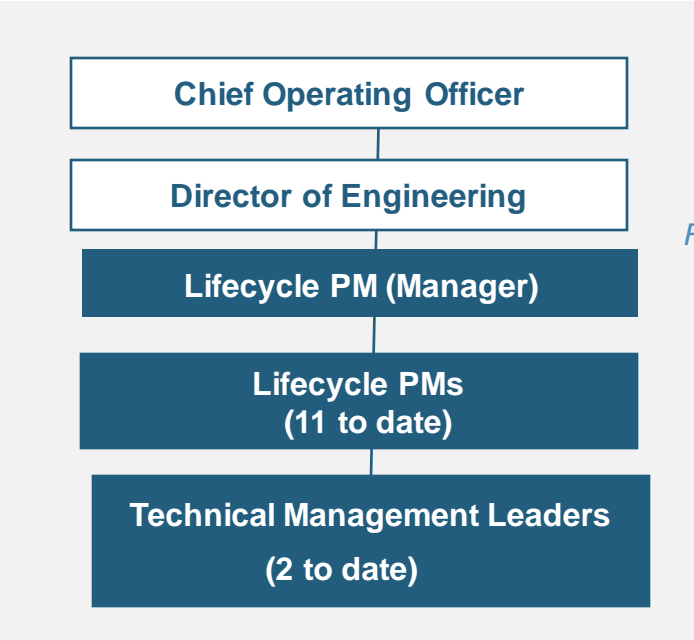 Chief Operating Officer
Director of Engineering
Lifecycle PM (Manager)
Lifecycle PMs
(11 to date)
Technical Management Leaders
(2 to date)